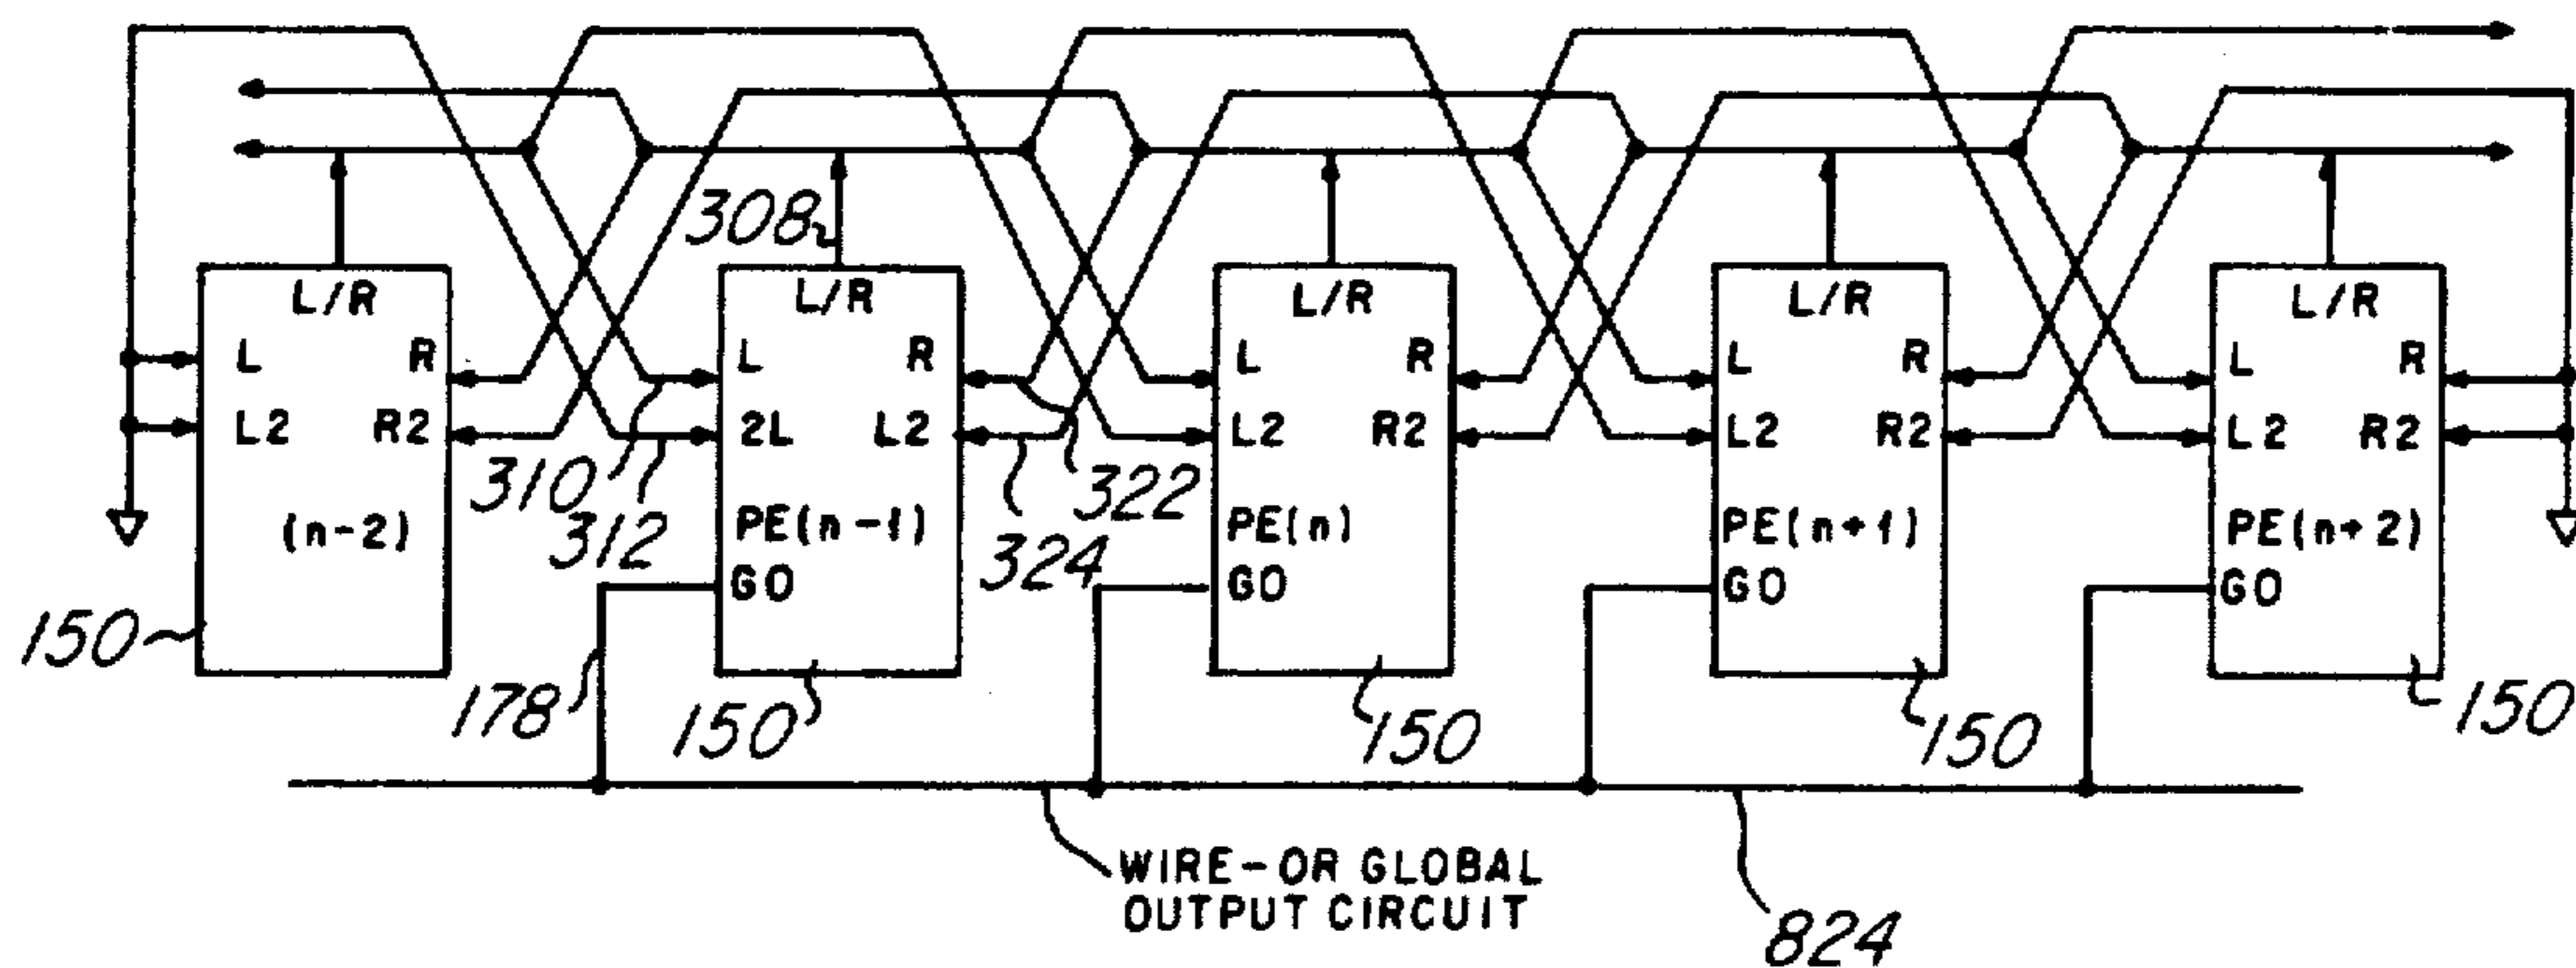 308
L/R L/R L/R L/R L/R
L R L R L R L R L R
L2 R2 2L L2 L2 R2 L2 R2 L2 R2
310 312 324 322
(n-2) PE(n-1) PE(n) PE(n+1) PE(n+2)
GO GO GO GO
150 178 150 150 150 150
WIRE-OR GLOBAL
OUTPUT CIRCUIT
824